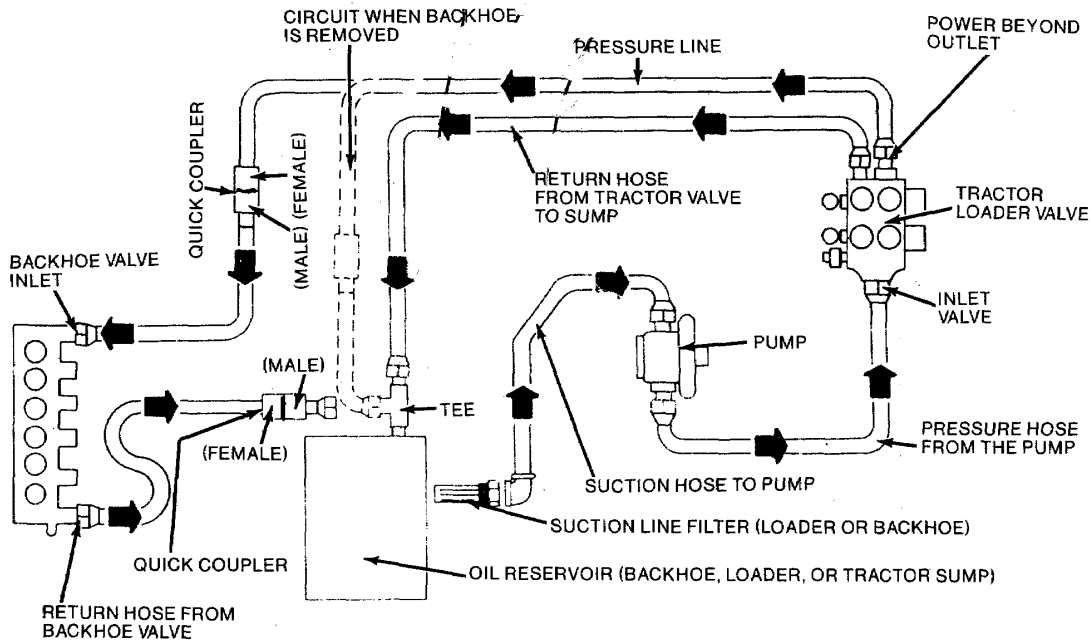 CIRCUIT WHEN BACKHOE
IS REMOVED
PRESSURE LINE
POWER BEYOND
OUTLET
QUICK COUPLER
(MALE) (FEMALE)
RETURN HOSE
FROM TRACTOR VALVE
TO SUMP
TRACTOR
LOADER VALVE
BACKHOE VALVE
INLET
INLET
VALVE
PUMP
(MALE)
TEE
(FEMALE)
PRESSURE HOSE
FROM THE PUMP
SUCTION HOSE TO PUMP
SUCTION LINE FILTER (LOADER OR BACKHOE)
QUICK COUPLER
OIL RESERVOIR (BACKHOE, LOADER, OR TRACTOR SUMP)
RETURN HOSE FROM
BACKHOE VALVE